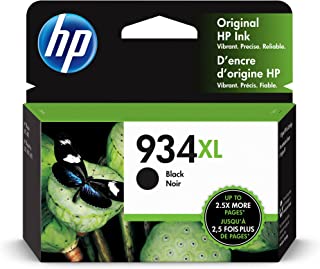 hp
Original
HP Ink
Vibrant. Precise. Reliable.
D'encre
d'origine HP
Vibrant. Précis. Fiable.
934XL
Black
Noir
UP TO
2.5X MORE
PAGES*
JUSQU'À
2,5 FOIS PLUS
DE PAGES*